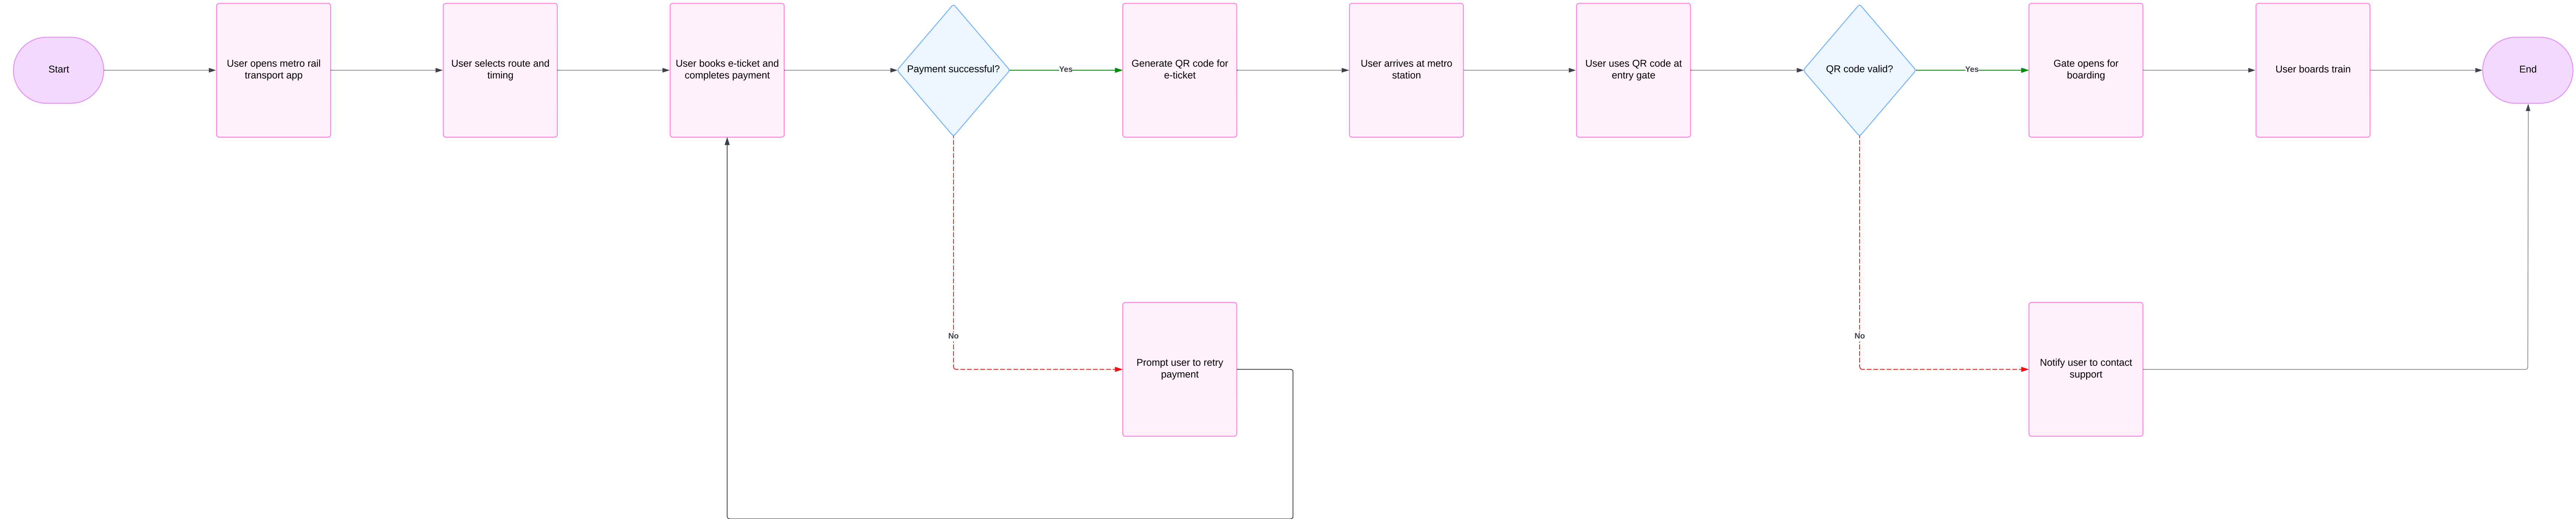 Start
User opens metro rail
transport app
User selects route and
timing
User books e-ticket and
completes payment
Payment successful?
Yes
Generate QR code for
e-ticket
User arrives at metro
station
User uses QR code at
entry gate
QR code valid?
Yes
Gate opens for
boarding
User boards train
End
No
Prompt user to retry
payment
No
Notify user to contact
support